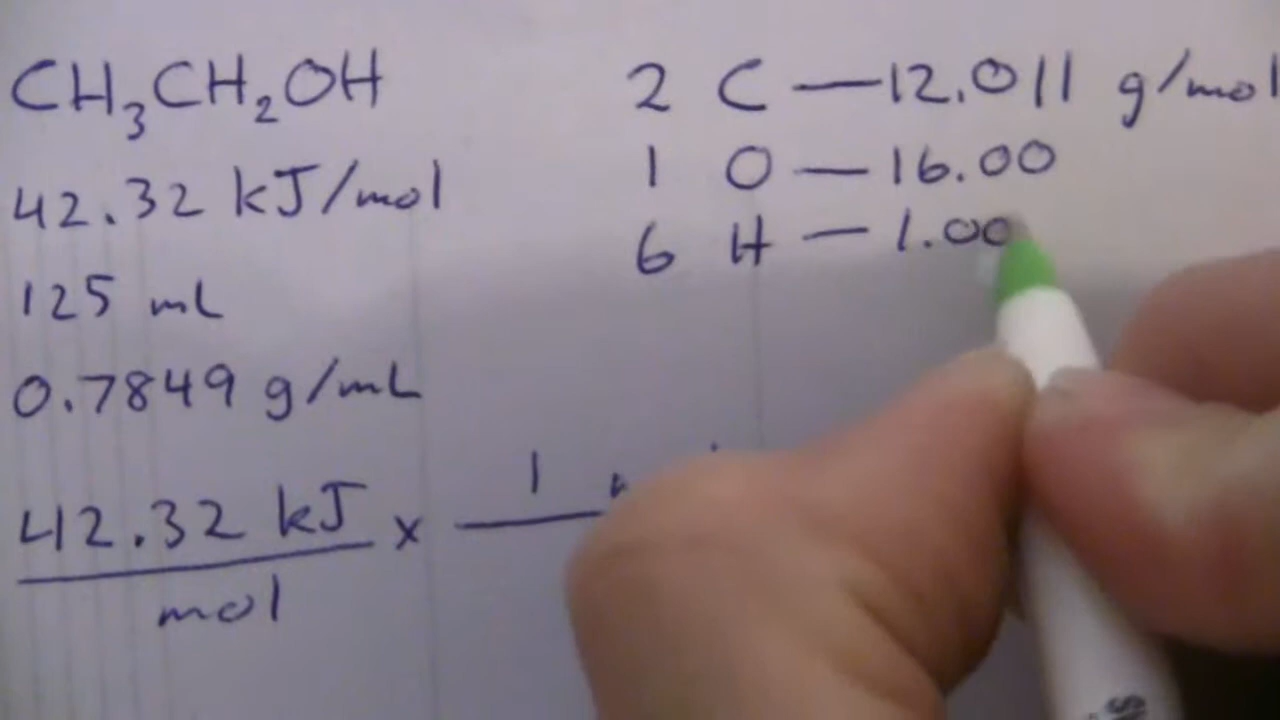 CH₃CH₂OH
42.32 kJ/mol
125 mL
0.7849 g/mL
42.32 kJ
mol
x
1
2 C — 12.011 g/mol
1 O — 16.00
6 H — 1.00